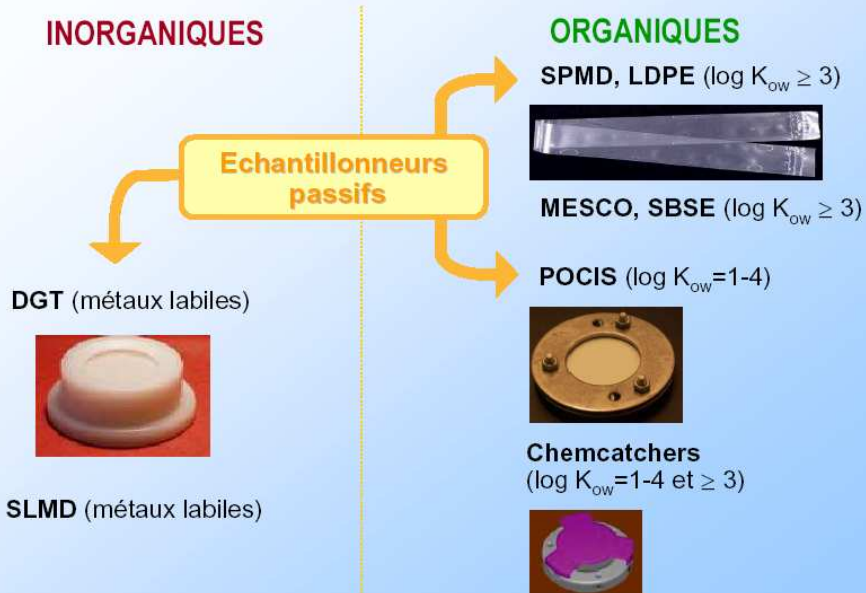 INORGANIQUES
ORGANIQUES
SPMD, LDPE (log Kow ≥ 3)
Echantillonneurs
passifs
MESCO, SBSE (log Kow ≥ 3)
POCIS (log Kow=1-4)
DGT (métaux labiles)
Chemcatchers
(log Kow=1-4 et ≥ 3)
SLMD (métaux labiles)